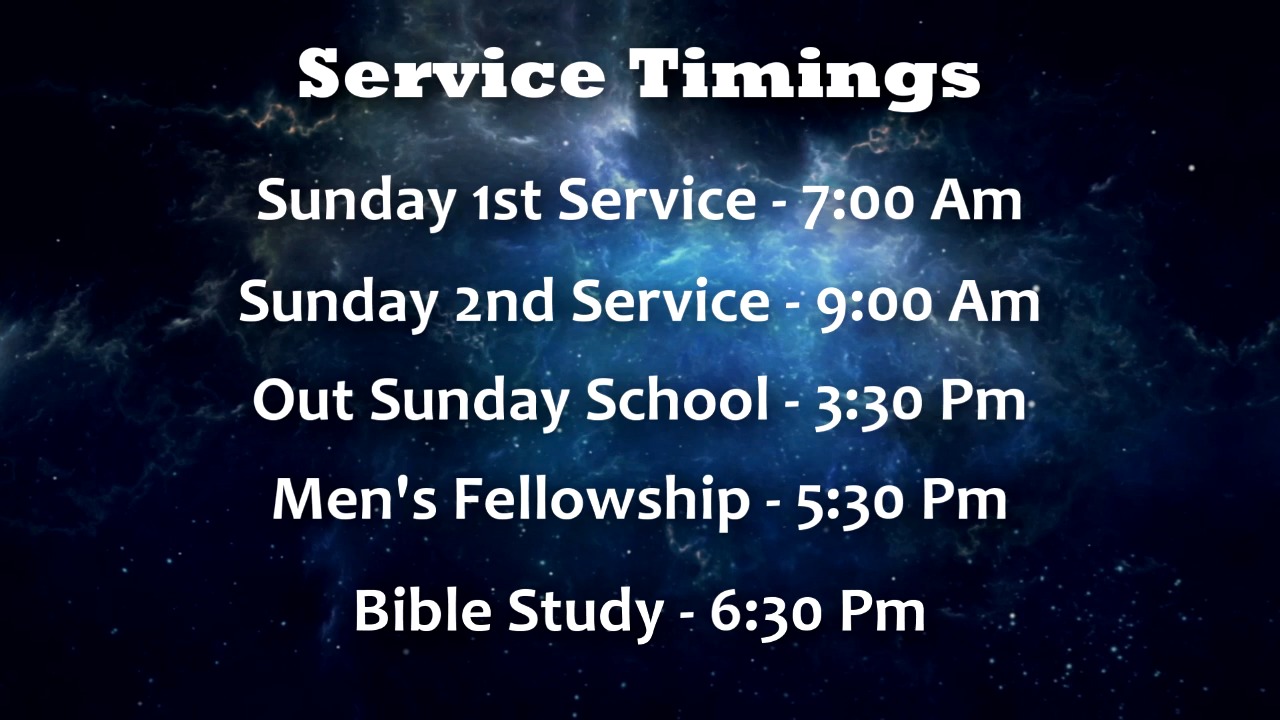 Service Timings
Sunday 1st Service - 7:00 Am
Sunday 2nd Service - 9:00 Am
Out Sunday School - 3:30 Pm
Men's Fellowship - 5:30 Pm
Bible Study - 6:30 Pm